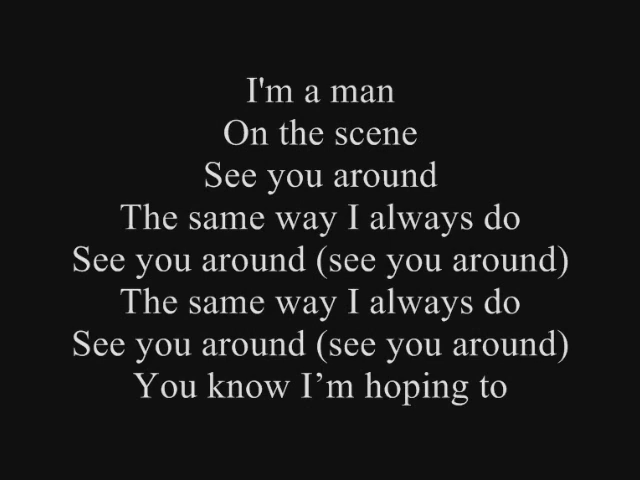 I'm a man
On the scene
See you around
The same way I always do
See you around (see you around)
The same way I always do
See you around (see you around)
You know I’m hoping to